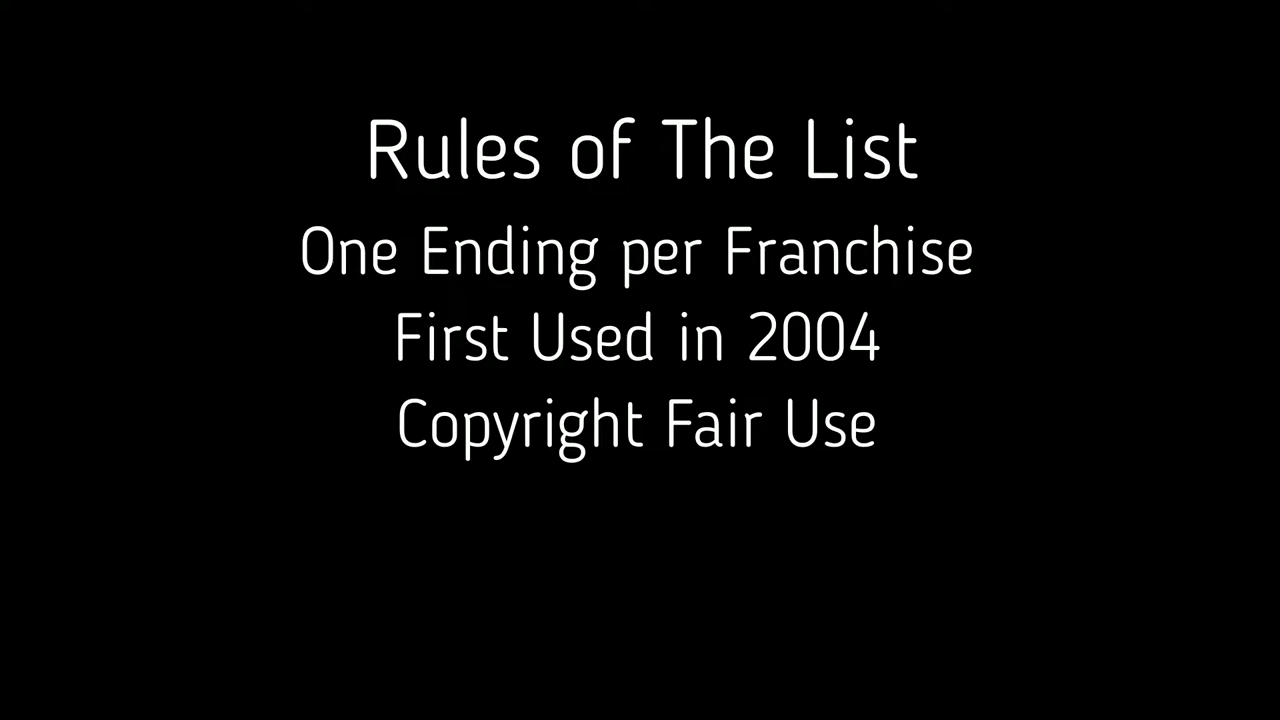 Rules of The List
One Ending per Franchise
First Used in 2004
Copyright Fair Use